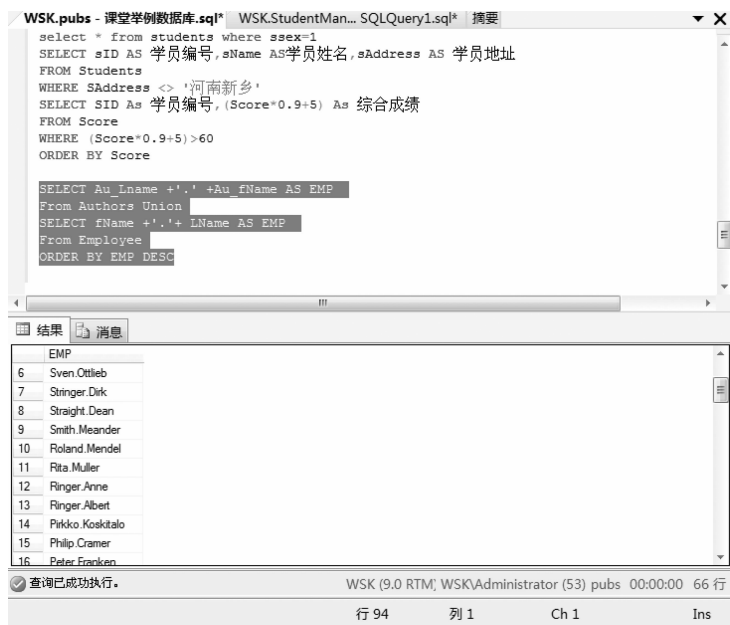 WSK.pubs - 课堂举例数据库.sql* WSK.StudentMan... SQLQuery1.sql* 摘要
select * from students where ssex=1
SELECT sID AS 学员编号,sName AS学员姓名,sAddress AS 学员地址
FROM Students
WHERE SAddress <> '河南新乡'
SELECT SID As 学员编号,(Score*0.9+5) As 综合成绩
FROM Score
WHERE (Score*0.9+5)>60
ORDER BY Score
SELECT Au_Lname +'.' +Au_fName AS EMP
From Authors Union
SELECT fName +'.'+ LName AS EMP
From Employee
ORDER BY EMP DESC
结果 消息
EMP
6 Sven.Ottlieb
7 Stringer.Dirk
8 Straight.Dean
9 Smith.Meander
10 Roland.Mendel
11 Rita.Muller
12 Ringer.Anne
13 Ringer.Albert
14 Pirkko.Koskitalo
15 Philip.Cramer
16 Peter.Franken
查询已成功执行。 WSK (9.0 RTM) WSK\Administrator (53) pubs 00:00:00 66 行
行 94 列 1 Ch 1 Ins